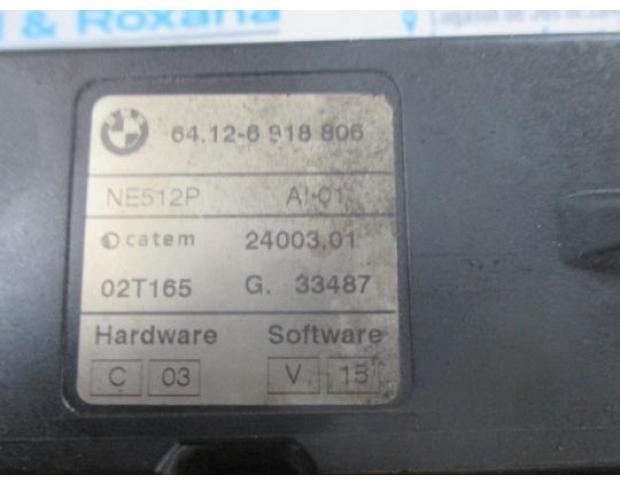 & Roxana
64.12-6 918 806
NE512P AI-01
catem 24003.01
02T165 G. 33487
Hardware Software
C 03 V 15